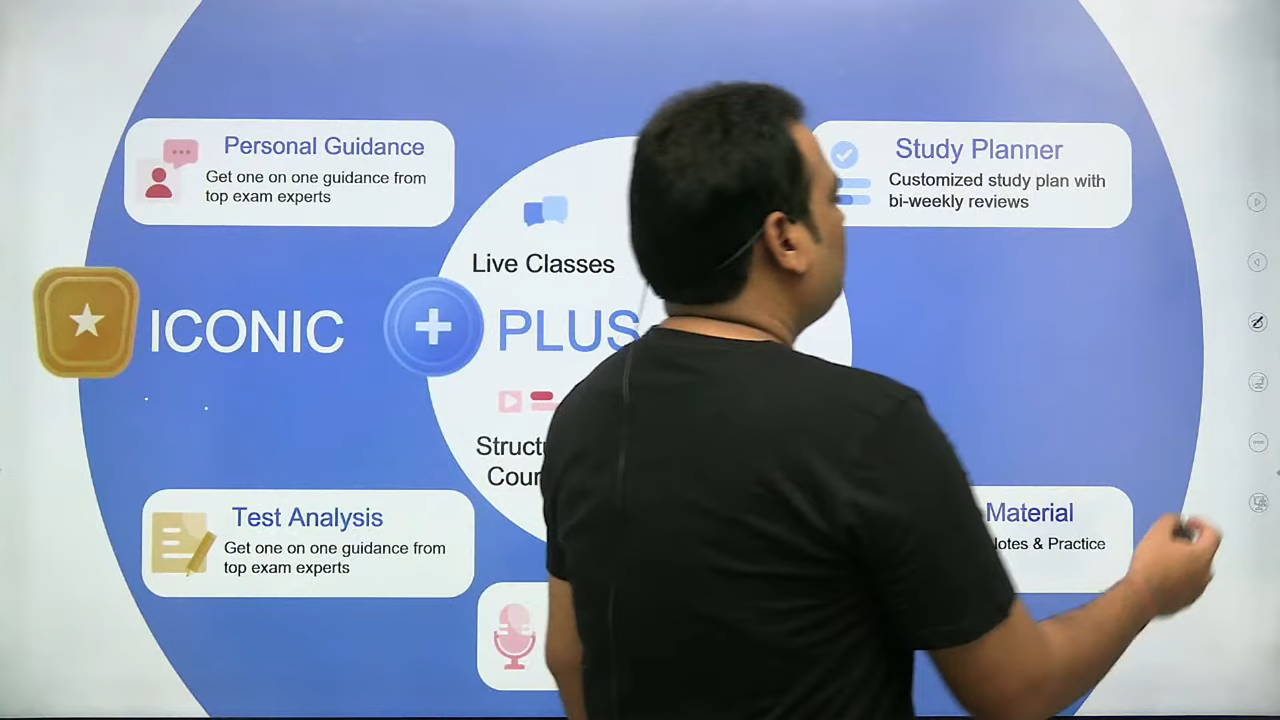 Personal Guidance
Get one on one guidance from
top exam experts
Study Planner
Customized study plan with
bi-weekly reviews
Live Classes
ICONIC
PLUS
Test Analysis
Get one on one guidance from
top exam experts
Material
& Practice